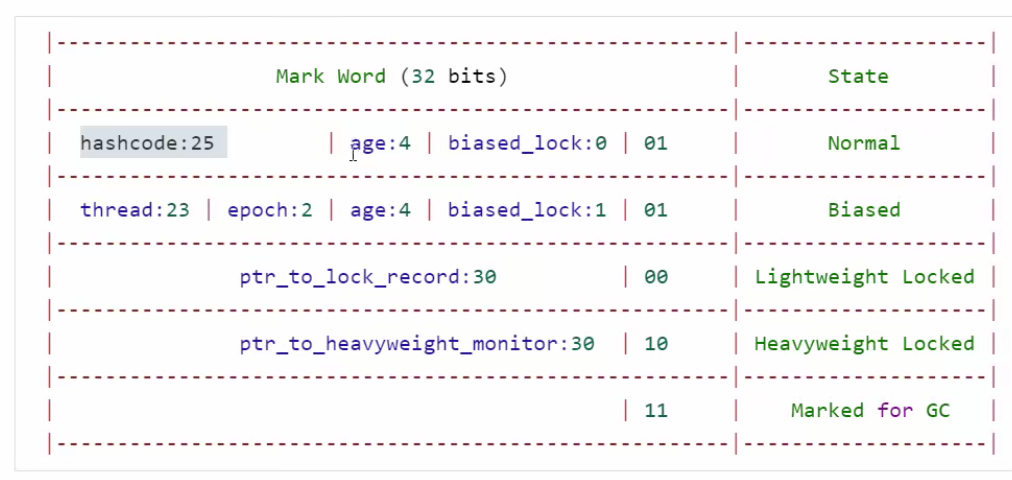 |-------------------------------------------------------|--------------------|
| Mark Word (32 bits) | State |
|-------------------------------------------------------|--------------------|
| hashcode:25 | age:4 | biased_lock:0 | 01 | Normal |
|-------------------------------------------------------|--------------------|
| thread:23 | epoch:2 | age:4 | biased_lock:1 | 01 | Biased |
|-------------------------------------------------------|--------------------|
| ptr_to_lock_record:30 | 00 | Lightweight Locked |
|-------------------------------------------------------|--------------------|
| ptr_to_heavyweight_monitor:30 | 10 | Heavyweight Locked |
|-------------------------------------------------------|--------------------|
| | 11 | Marked for GC |
|-------------------------------------------------------|--------------------|